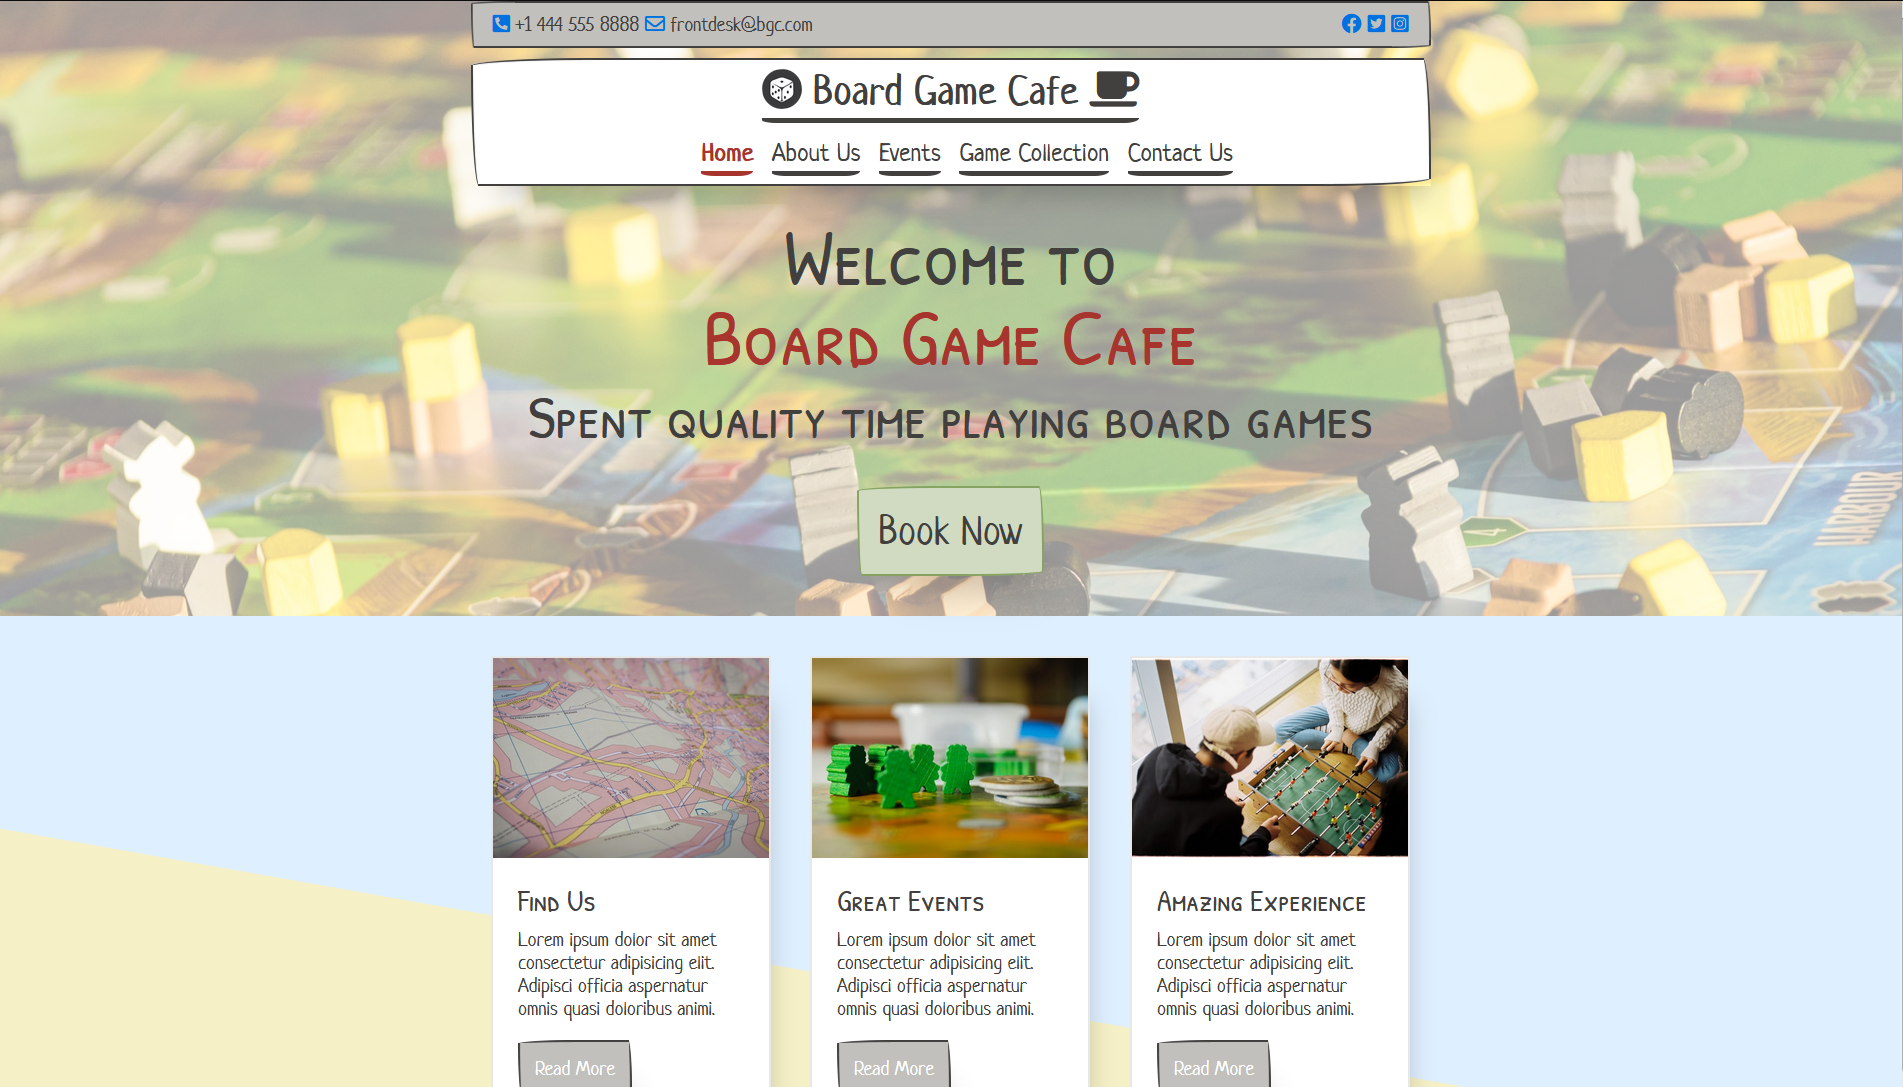 +1 444 555 8888 frontdesk@bgc.com
Board Game Cafe
Home About Us Events Game Collection Contact Us
Welcome to
Board Game Cafe
Spent quality time playing board games
Book Now
HARBOUR
4
Find Us
Lorem ipsum dolor sit amet
consectetur adipisicing elit.
Adipisci officia aspernatur
omnis quasi doloribus animi.
Read More
Great Events
Lorem ipsum dolor sit amet
consectetur adipisicing elit.
Adipisci officia aspernatur
omnis quasi doloribus animi.
Read More
Amazing Experience
Lorem ipsum dolor sit amet
consectetur adipisicing elit.
Adipisci officia aspernatur
omnis quasi doloribus animi.
Read More